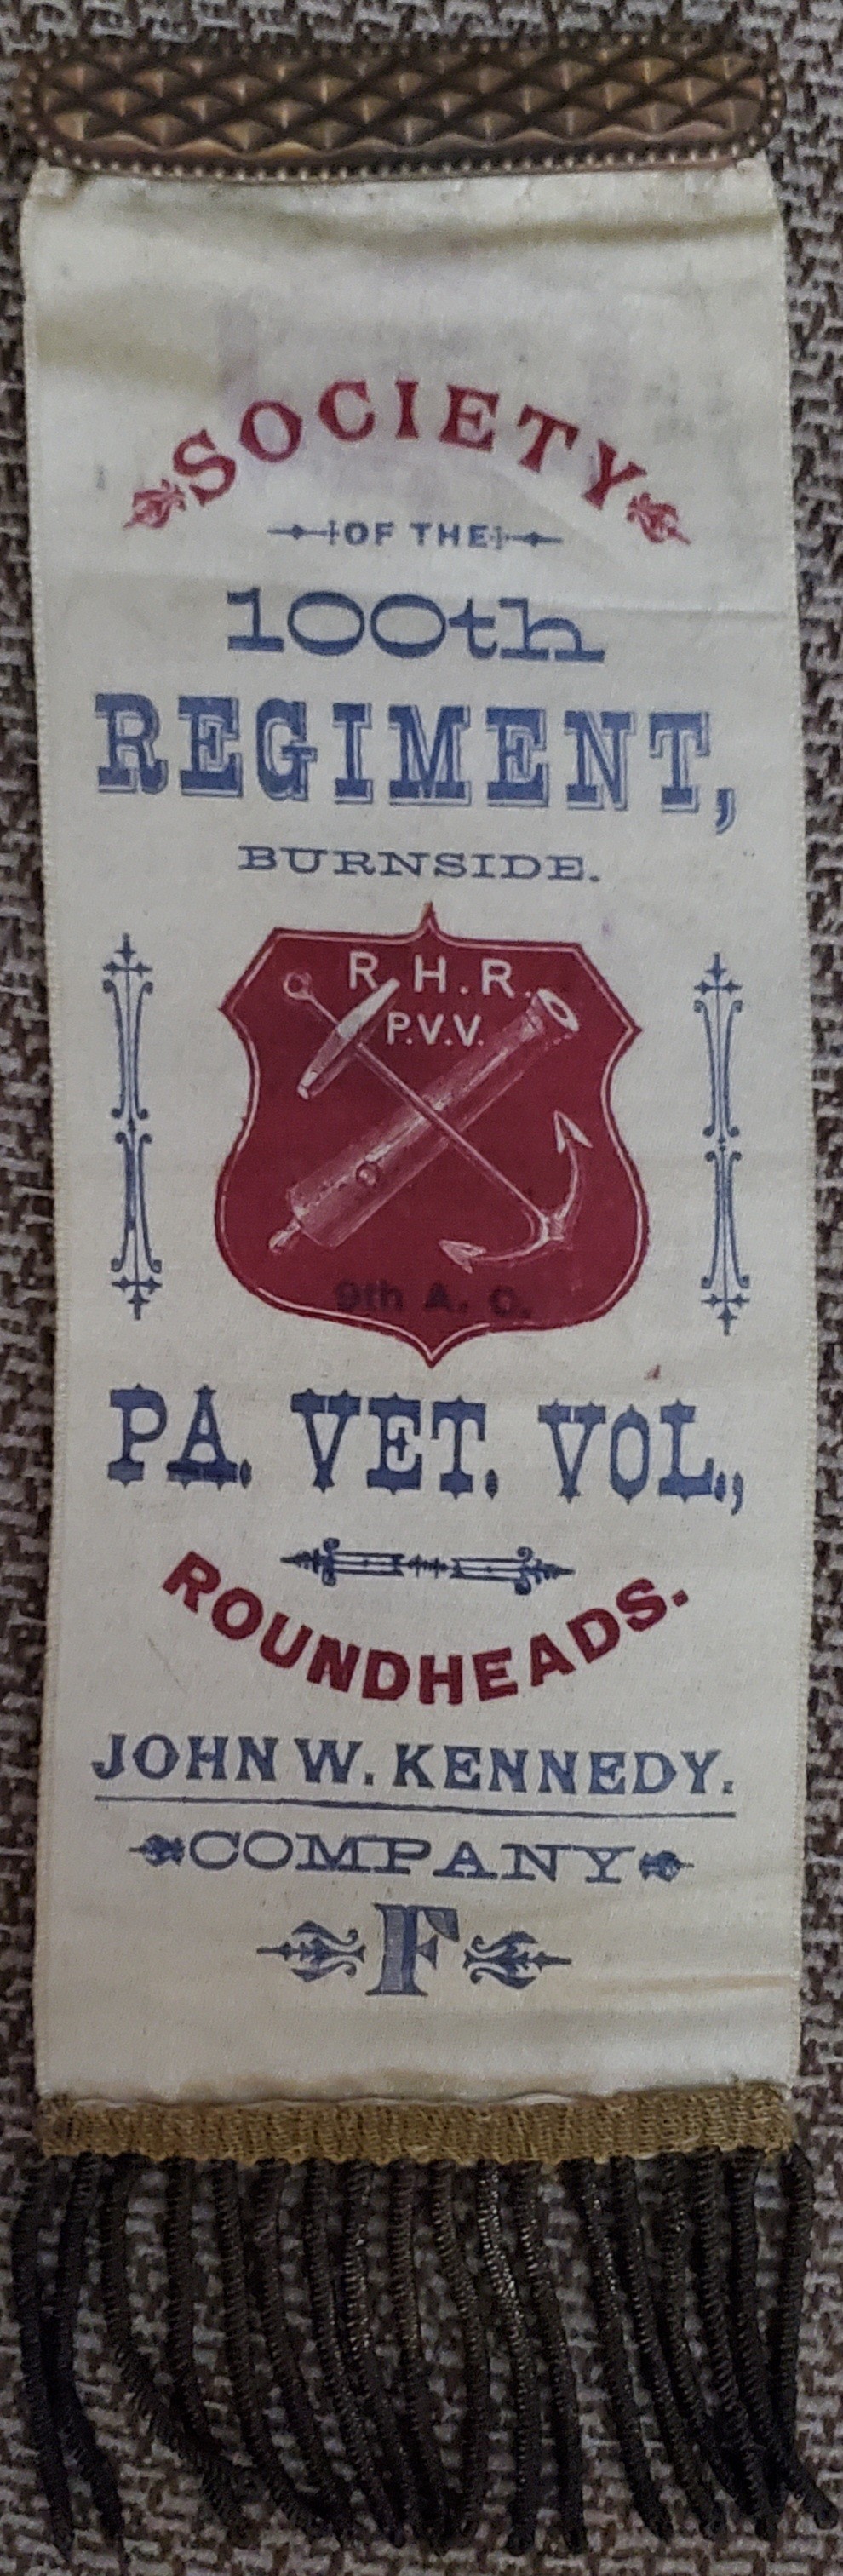 SOCIETY
OF THE
100th
REGIMENT,
BURNSIDE.
R.H.R.
P.V.V.
9th A. C.
PA. VET. VOL.,
ROUNDHEADS.
JOHN W. KENNEDY.
COMPANY
F